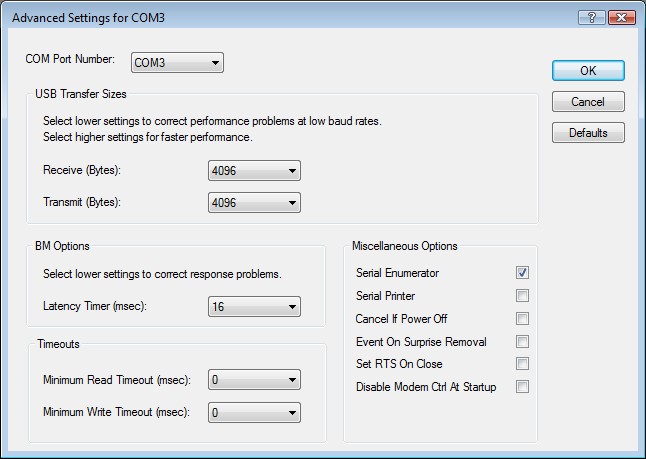 Advanced Settings for COM3
?
COM Port Number: COM3
OK
Cancel
Defaults
USB Transfer Sizes
Select lower settings to correct performance problems at low baud rates.
Select higher settings for faster performance.
Receive (Bytes): 4096
Transmit (Bytes): 4096
BM Options
Select lower settings to correct response problems.
Latency Timer (msec): 16
Timeouts
Minimum Read Timeout (msec): 0
Minimum Write Timeout (msec): 0
Miscellaneous Options
Serial Enumerator
Serial Printer
Cancel If Power Off
Event On Surprise Removal
Set RTS On Close
Disable Modem Ctrl At Startup